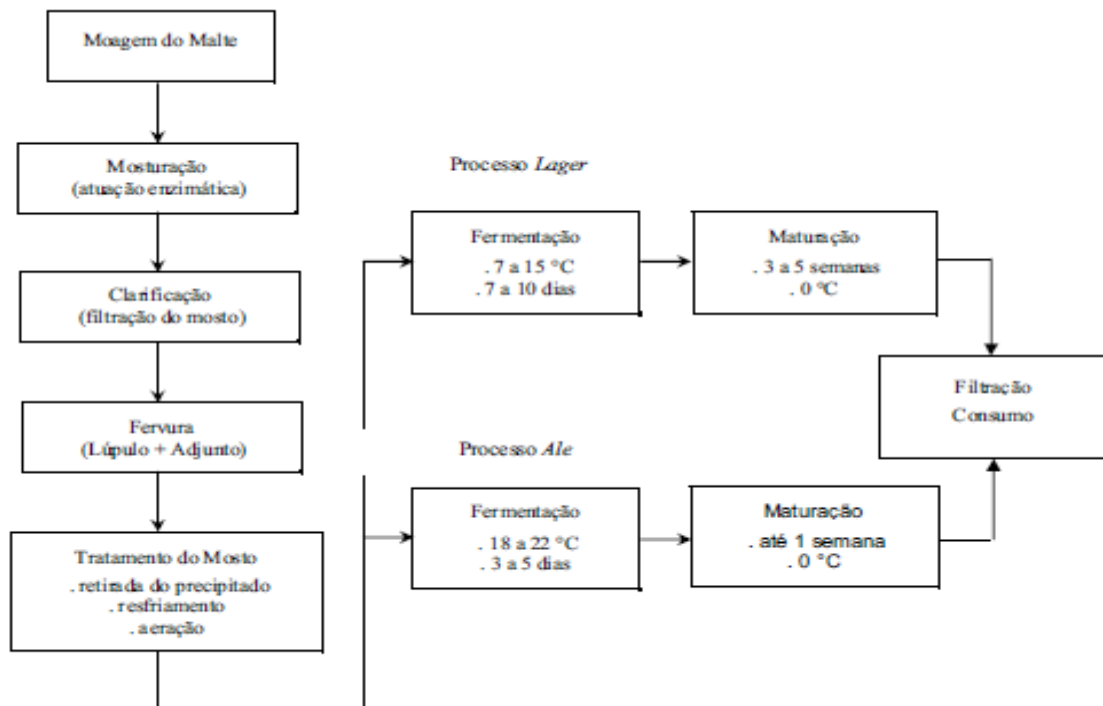 Moagem do Malte
Mosturação
(atuação enzimática)
Clarificação
(filtração do mosto)
Fervura
(Lúpulo + Adjunto)
Tratamento do Mosto
. retirada do precipitado
. resfriamento
. aeração
Processo Lager
Fermentação
. 7 a 15 °C
. 7 a 10 dias
Maturação
. 3 a 5 semanas
. 0 °C
Processo Ale
Fermentação
. 18 a 22 °C
. 3 a 5 dias
Maturação
. até 1 semana
. 0 °C
Filtração
Consumo